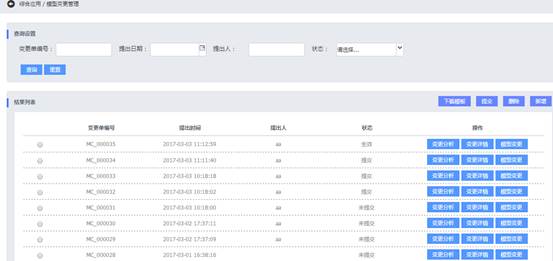 综合应用 / 模型变更管理
查询设置
变更单编号： 提出日期： 提出人： 状态： 请选择...
查询 重置
结果列表 下载模板 提交 删除 新增
变更单编号 提出时间 提出人 状态 操作
MC_000035 2017-03-03 11:12:59 aa 生效 变更分析 变更详情 模型变更
MC_000034 2017-03-03 11:11:40 aa 提交 变更分析 变更详情 模型变更
MC_000033 2017-03-03 10:18:18 aa 提交 变更分析 变更详情 模型变更
MC_000032 2017-03-03 10:18:02 aa 提交 变更分析 变更详情 模型变更
MC_000031 2017-03-03 10:18:00 aa 未提交 变更分析 变更详情 模型变更
MC_000030 2017-03-02 17:37:11 aa 未提交 变更分析 变更详情 模型变更
MC_000029 2017-03-02 17:37:09 aa 未提交 变更分析 变更详情 模型变更
MC_000028 2017-03-01 16:38:16 未提交 变更分析 变更详情 模型变更